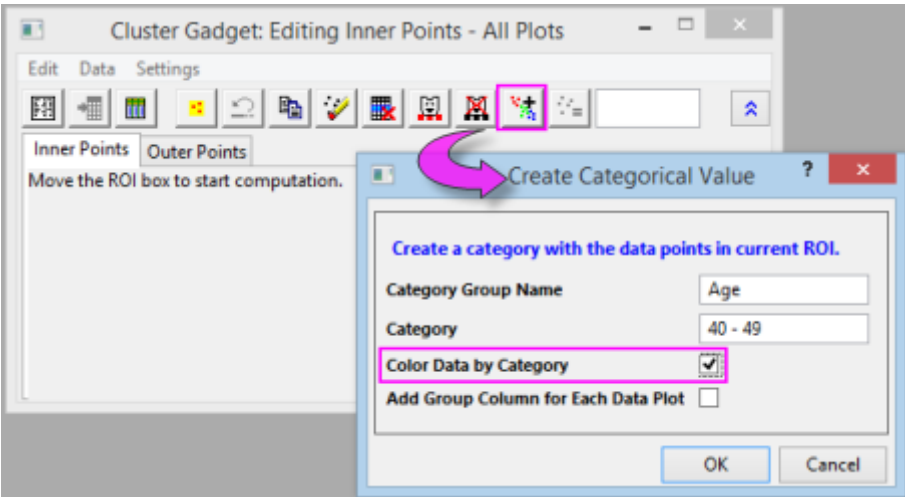 Cluster Gadget: Editing Inner Points - All Plots
Edit Data Settings
Inner Points Outer Points
Move the ROI box to start computation.
Create Categorical Value
Create a category with the data points in current ROI.
Category Group Name Age
Category 40 - 49
Color Data by Category
Add Group Column for Each Data Plot
OK Cancel